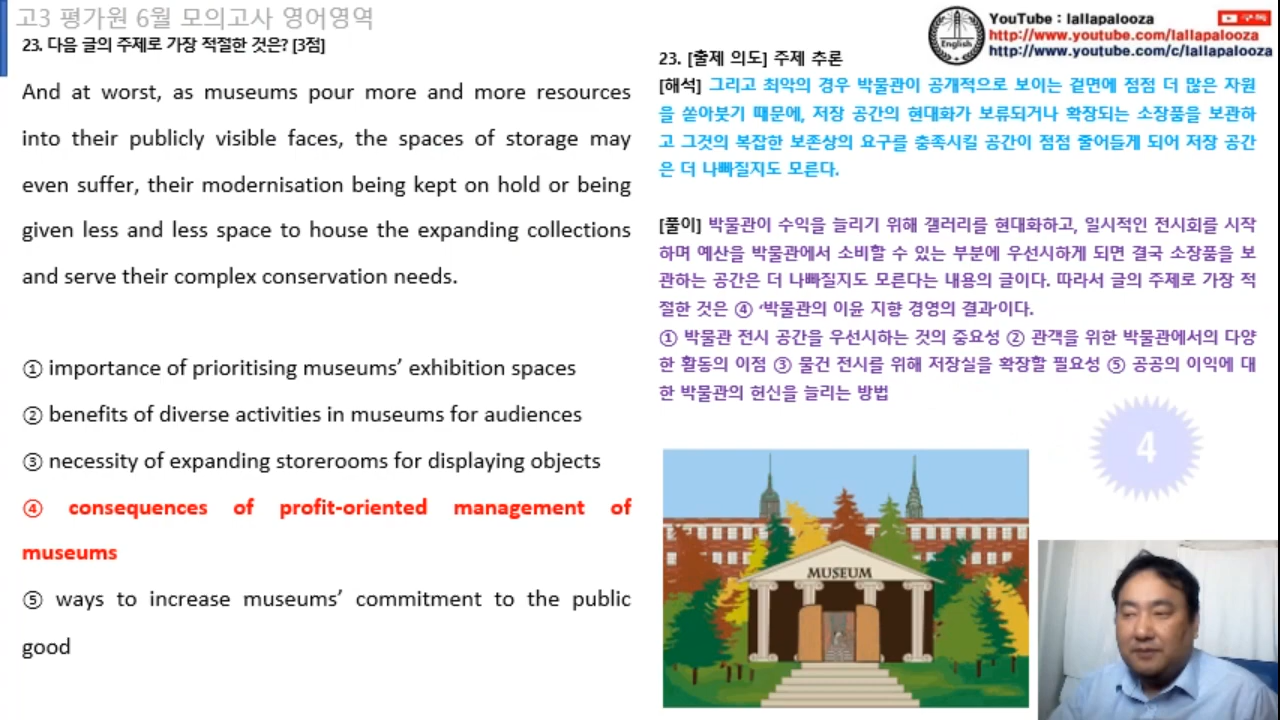 고3 평가원 6월 모의고사 영어영역
23. 다음 글의 주제로 가장 적절한 것은? [3점]
And at worst, as museums pour more and more resources
into their publicly visible faces, the spaces of storage may
even suffer, their modernisation being kept on hold or being
given less and less space to house the expanding collections
and serve their complex conservation needs.
① importance of prioritising museums’ exhibition spaces
② benefits of diverse activities in museums for audiences
③ necessity of expanding storerooms for displaying objects
④ consequences of profit-oriented management of
museums
⑤ ways to increase museums’ commitment to the public
good
English
YouTube : lallapalooza
구독
http://www.youtube.com/lallapalooza
http://www.youtube.com/c/lallapalooza
23. [출제 의도] 주제 추론
[해석] 그리고 최악의 경우 박물관이 공개적으로 보이는 겉면에 점점 더 많은 자원
을 쏟아붓기 때문에, 저장 공간의 현대화가 보류되거나 확장되는 소장품을 보관하
고 그것의 복잡한 보존상의 요구를 충족시킬 공간이 점점 줄어들게 되어 저장 공간
은 더 나빠질지도 모른다.
[풀이] 박물관이 수익을 늘리기 위해 갤러리를 현대화하고, 일시적인 전시회를 시작
하며 예산을 박물관에서 소비할 수 있는 부분에 우선시하게 되면 결국 소장품을 보
관하는 공간은 더 나빠질지도 모른다는 내용의 글이다. 따라서 글의 주제로 가장 적
절한 것은 ④ ‘박물관의 이윤 지향 경영의 결과’이다.
① 박물관 전시 공간을 우선시하는 것의 중요성 ② 관객을 위한 박물관에서의 다양
한 활동의 이점 ③ 물건 전시를 위해 저장실을 확장할 필요성 ⑤ 공공의 이익에 대
한 박물관의 헌신을 늘리는 방법
4
MUSEUM